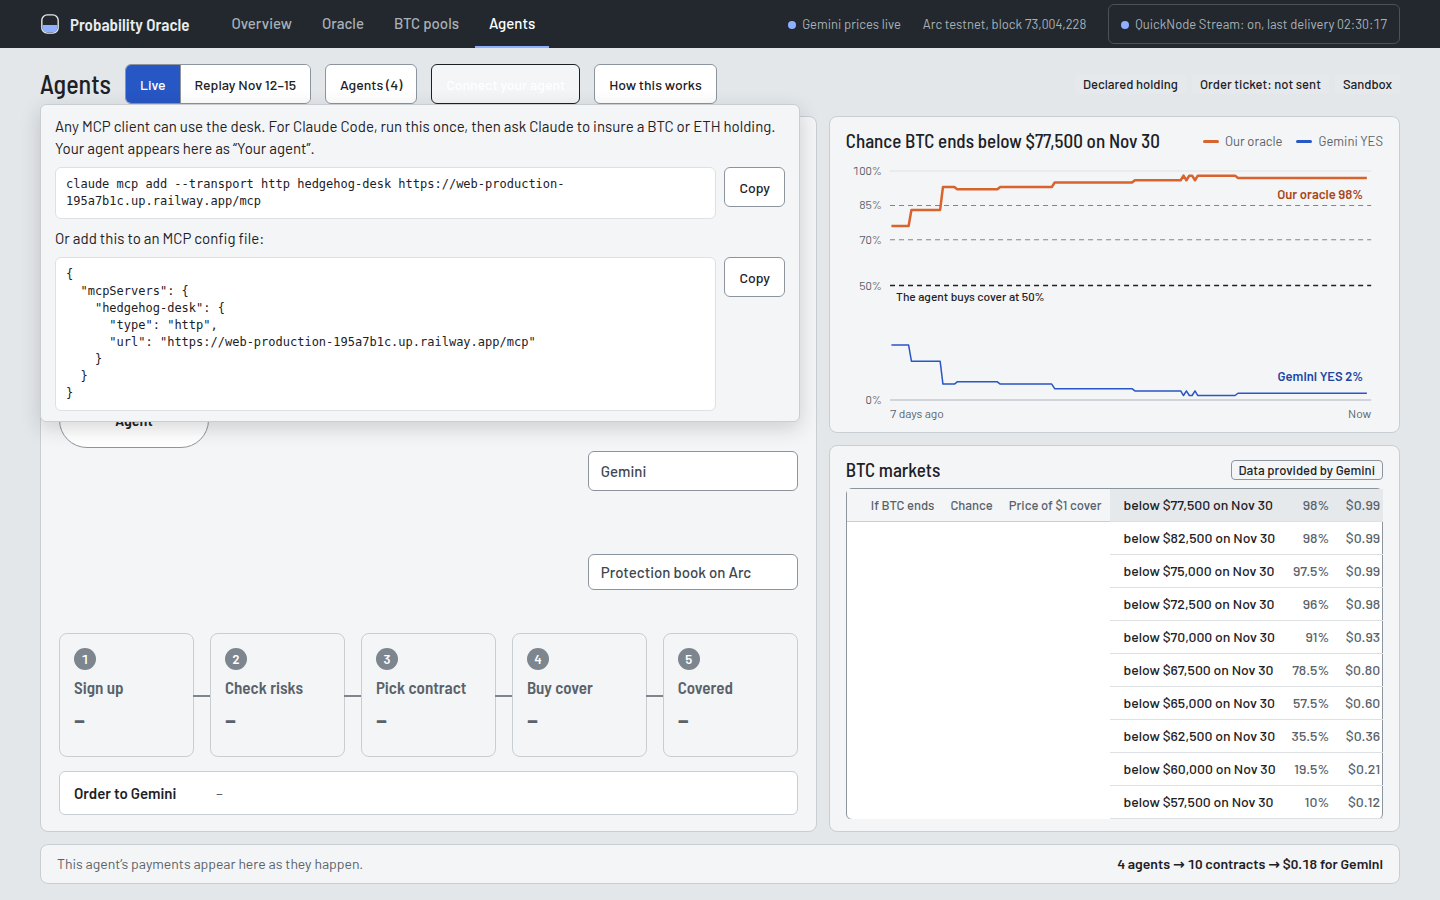 Probability Oracle
Overview
Oracle
BTC pools
Agents
Gemini prices live
Arc testnet, block 73,004,228
QuickNode Stream: on, last delivery 02:30:17
Agents
Live
Replay Nov 12–15
Agents (4)
Connect your agent
How this works
Declared holding
Order ticket: not sent
Sandbox
Any MCP client can use the desk. For Claude Code, run this once, then ask Claude to insure a BTC or ETH holding.
Your agent appears here as “Your agent”.
claude mcp add --transport http hedgehog-desk https://web-production-
195a7b1c.up.railway.app/mcp
Copy
Or add this to an MCP config file:
{
"mcpServers": {
"hedgehog-desk": {
"type": "http",
"url": "https://web-production-195a7b1c.up.railway.app/mcp"
}
}
}
Copy
Agent
Gemini
Protection book on Arc
1
Sign up
–
2
Check risks
–
3
Pick contract
–
4
Buy cover
–
5
Covered
–
Order to Gemini –
Chance BTC ends below $77,500 on Nov 30
Our oracle
Gemini YES
100%
85%
70%
50%
0%
Our oracle 98%
The agent buys cover at 50%
Gemini YES 2%
7 days ago
Now
BTC markets
Data provided by Gemini
If BTC ends Chance Price of $1 cover
below $77,500 on Nov 30 98% $0.99
below $82,500 on Nov 30 98% $0.99
below $75,000 on Nov 30 97.5% $0.99
below $72,500 on Nov 30 96% $0.98
below $70,000 on Nov 30 91% $0.93
below $67,500 on Nov 30 78.5% $0.80
below $65,000 on Nov 30 57.5% $0.60
below $62,500 on Nov 30 35.5% $0.36
below $60,000 on Nov 30 19.5% $0.21
below $57,500 on Nov 30 10% $0.12
This agent’s payments appear here as they happen.
4 agents → 10 contracts → $0.18 for Gemini